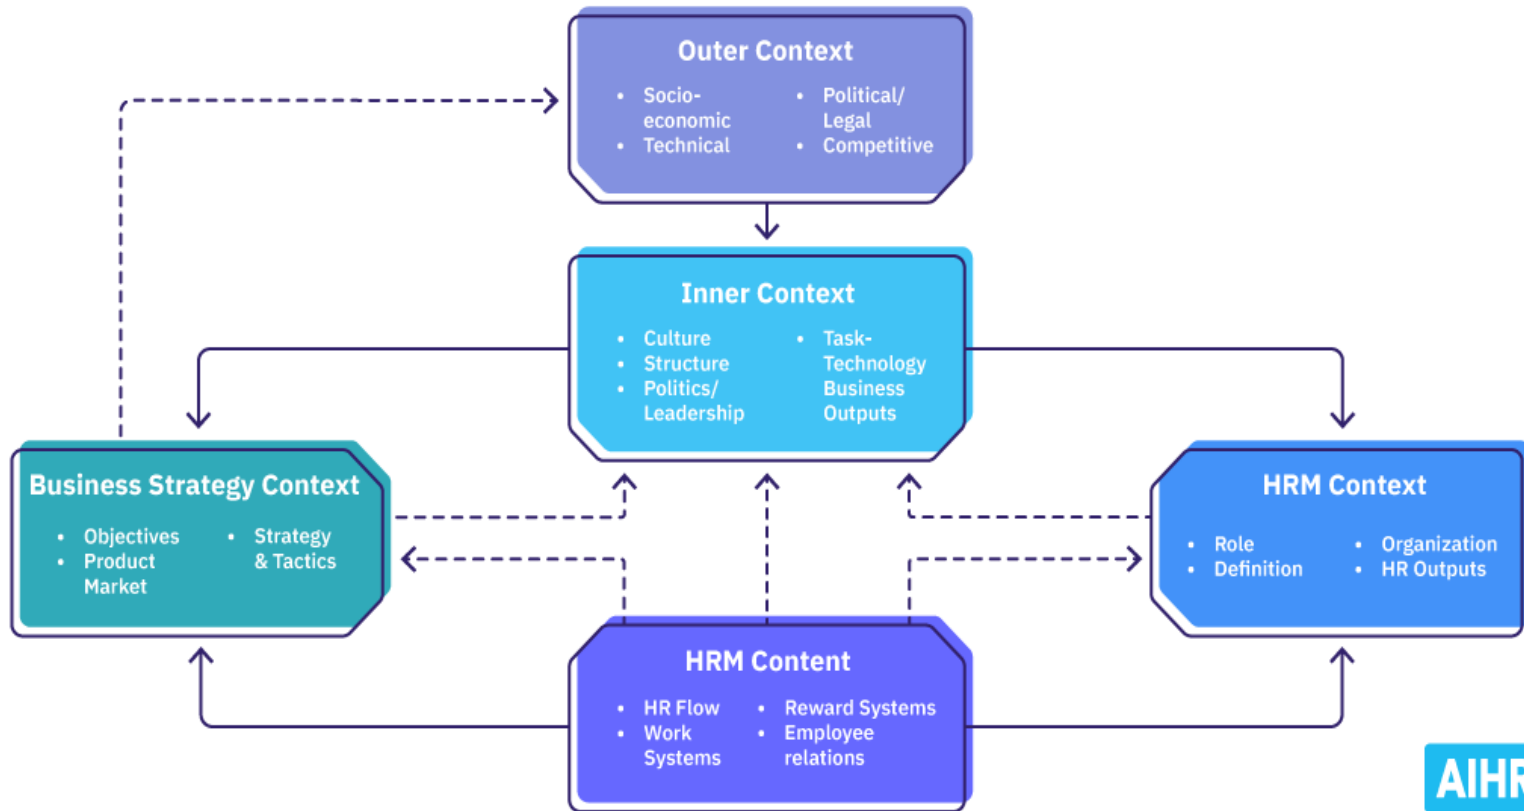 Outer Context
• Socio-
economic
• Technical
• Political/
Legal
• Competitive
Inner Context
• Culture
• Structure
• Politics/
Leadership
• Task-
Technology
Business
Outputs
Business Strategy Context
• Objectives
• Product
Market
• Strategy
& Tactics
HRM Context
• Role
• Definition
• Organization
• HR Outputs
HRM Content
• HR Flow
• Work
Systems
• Reward Systems
• Employee
relations
AIHR